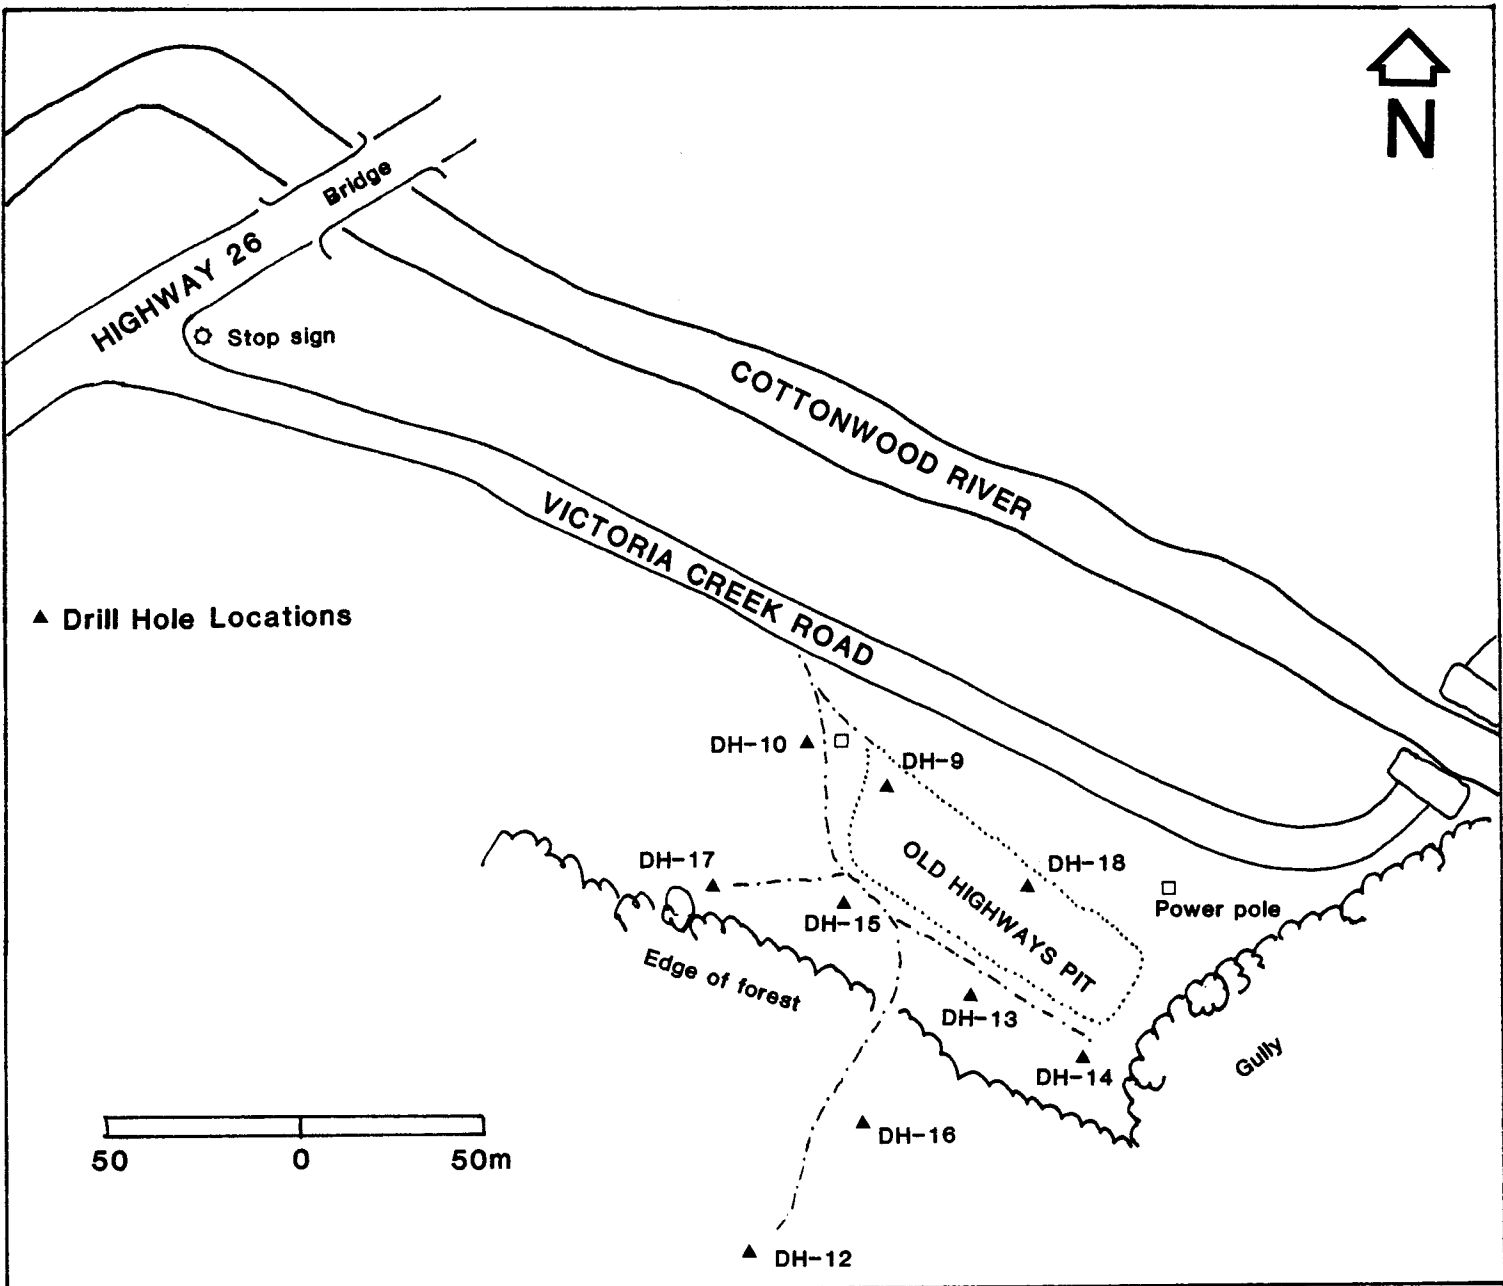 N
Bridge
HIGHWAY 26
Stop sign
COTTONWOOD RIVER
VICTORIA CREEK ROAD
▲ Drill Hole Locations
DH-10
DH-9
DH-17
DH-18
OLD HIGHWAYS PIT
DH-15
Power pole
Edge of forest
DH-13
Gully
DH-14
DH-16
50 0 50m
DH-12